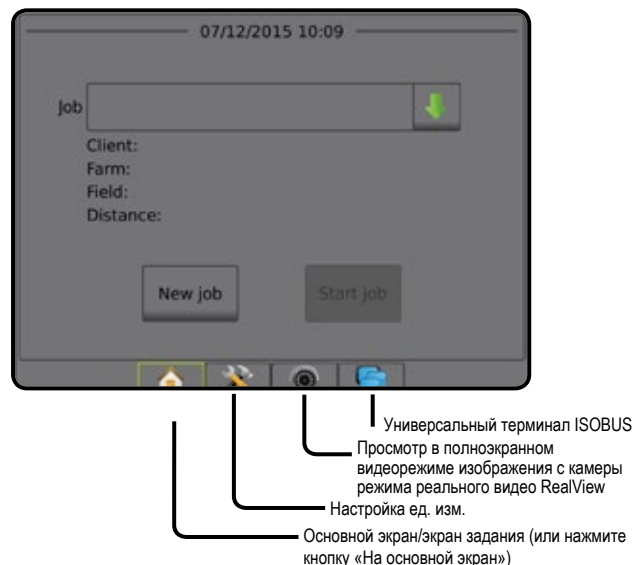 07/12/2015 10:09
Job
Client:
Farm:
Field:
Distance:
New job
Start job
Универсальный терминал ISOBUS
Просмотр в полноэкранном
видеорежиме изображения с камеры
режима реального видео RealView
Настройка ед. изм.
Основной экран/экран задания (или нажмите
кнопку «На основной экран»)